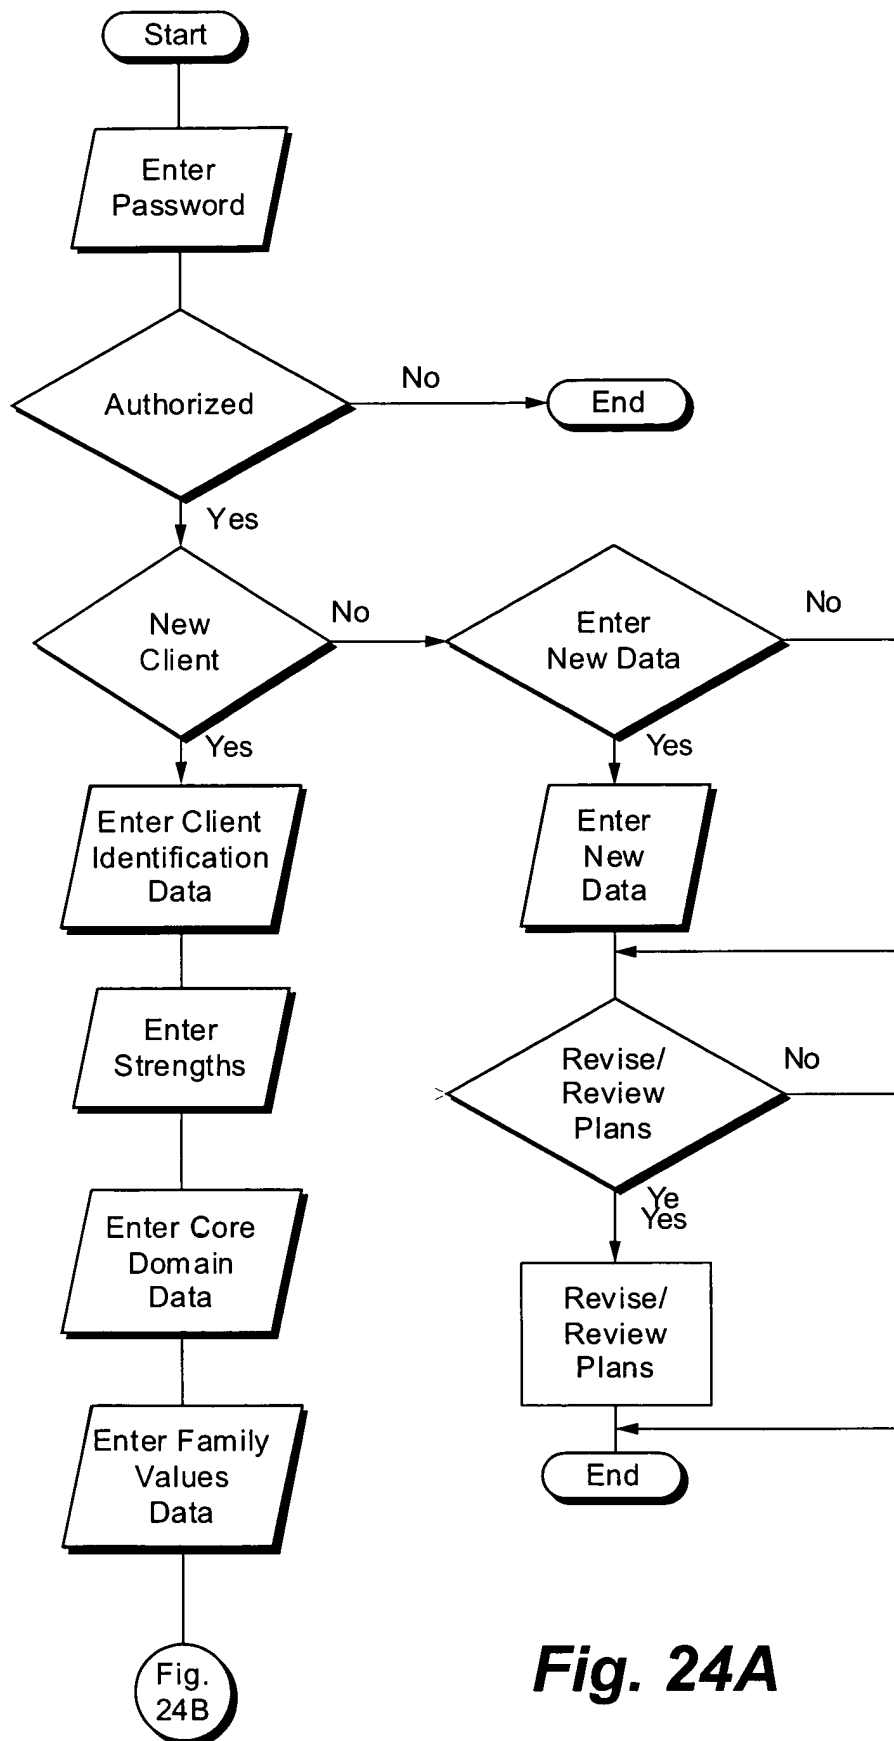 Start
Enter
Password
Authorized
No
End
Yes
New
Client
No
Enter
New Data
No
Yes
Yes
Enter Client
Identification
Data
Enter
New
Data
Enter
Strengths
Revise/
Review
Plans
No
Ye
Yes
Enter Core
Domain
Data
Revise/
Review
Plans
Enter Family
Values
Data
End
Fig.
24B
Fig. 24A